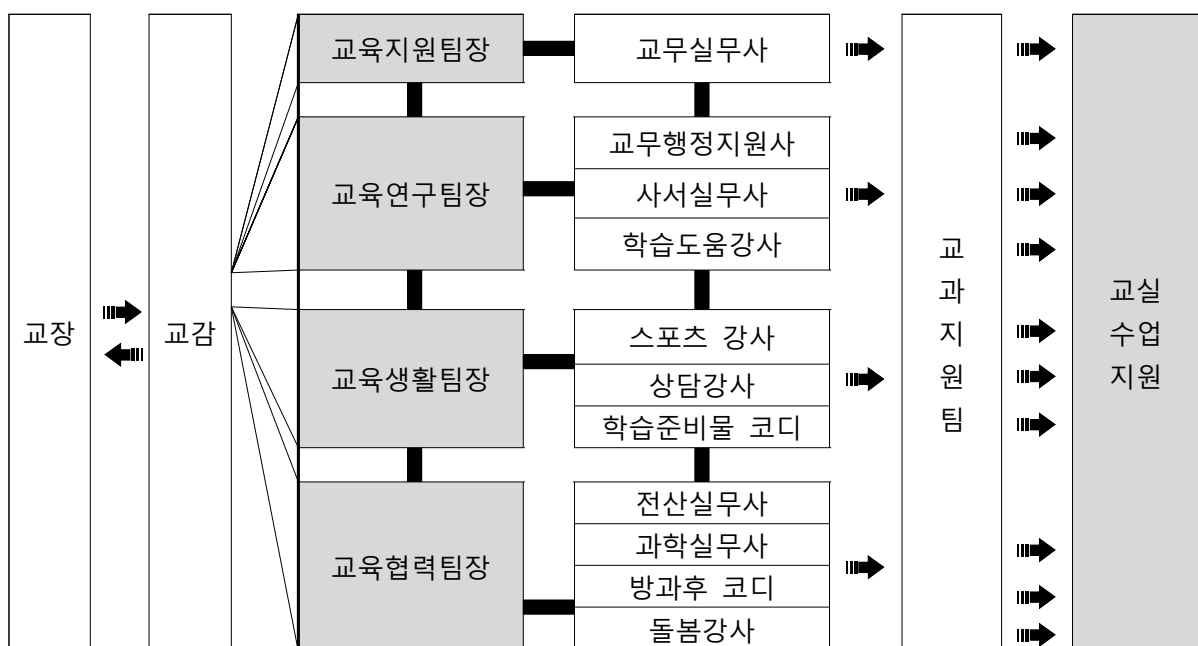 교장
교감
교육지원팀장
교무실무사
교육연구팀장
교무행정지원사
사서실무사
학습도움강사
교육생활팀장
스포츠 강사
상담강사
학습준비물 코디
교육협력팀장
전산실무사
과학실무사
방과후 코디
돌봄강사
교
과
지
원
팀
교실
수업
지원